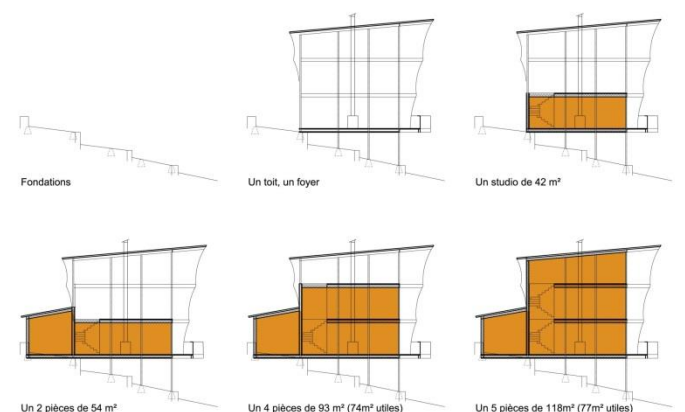 Fondations
Un toit, un foyer
Un studio de 42 m²
Un 2 pièces de 54 m²
Un 4 pièces de 93 m² (74m² utiles)
Un 5 pièces de 118m² (77m² utiles)